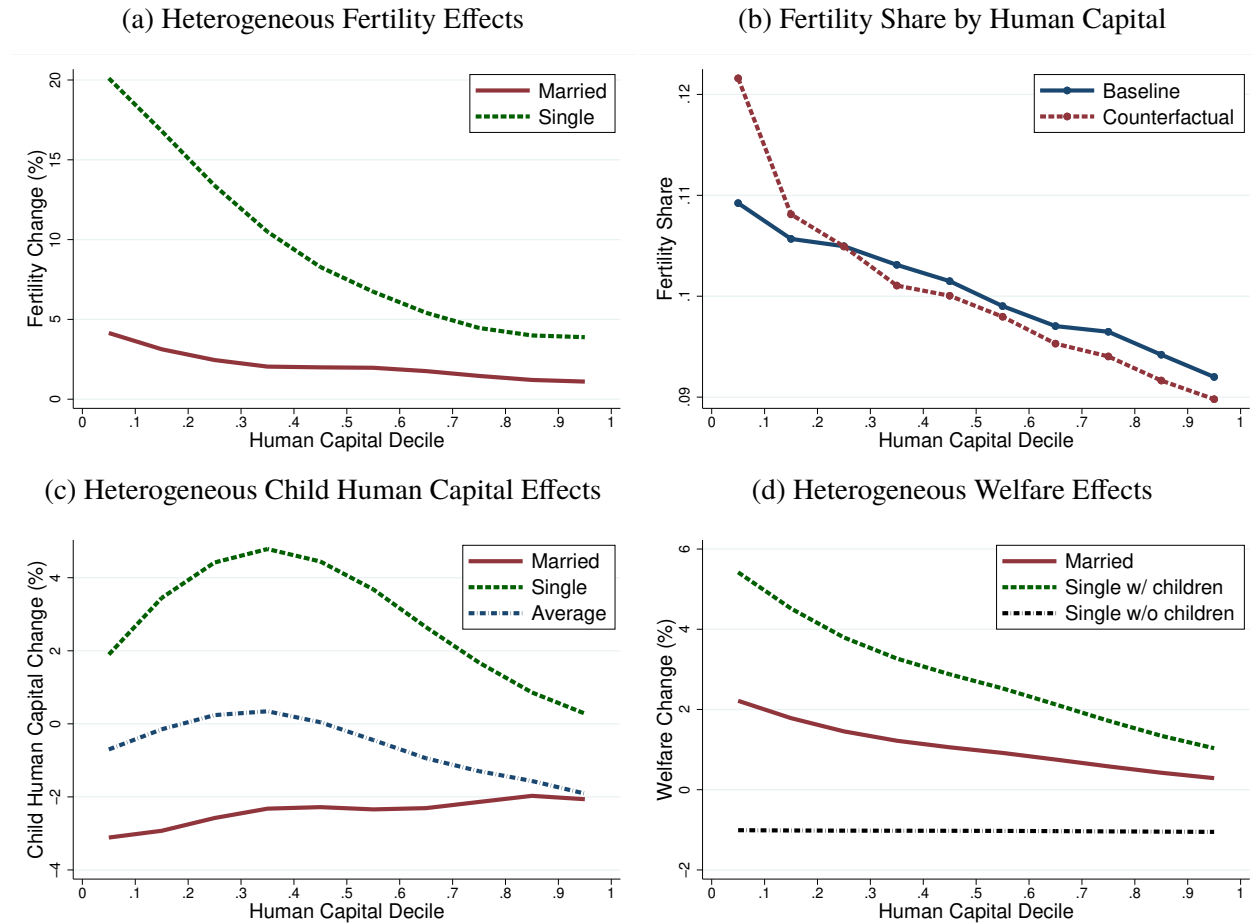 (a) Heterogeneous Fertility Effects
Fertility Change (%)
20
15
10
5
0
Married
Single
0 .1 .2 .3 .4 .5 .6 .7 .8 .9 1
Human Capital Decile
(b) Fertility Share by Human Capital
Fertility Share
.12
.11
.1
.09
Baseline
Counterfactual
0 .1 .2 .3 .4 .5 .6 .7 .8 .9 1
Human Capital Decile
(c) Heterogeneous Child Human Capital Effects
Child Human Capital Change (%)
4
2
0
−2
−4
Married
Single
Average
0 .1 .2 .3 .4 .5 .6 .7 .8 .9 1
Human Capital Decile
(d) Heterogeneous Welfare Effects
Welfare Change (%)
6
4
2
0
−2
Married
Single w/ children
Single w/o children
0 .1 .2 .3 .4 .5 .6 .7 .8 .9 1
Human Capital Decile